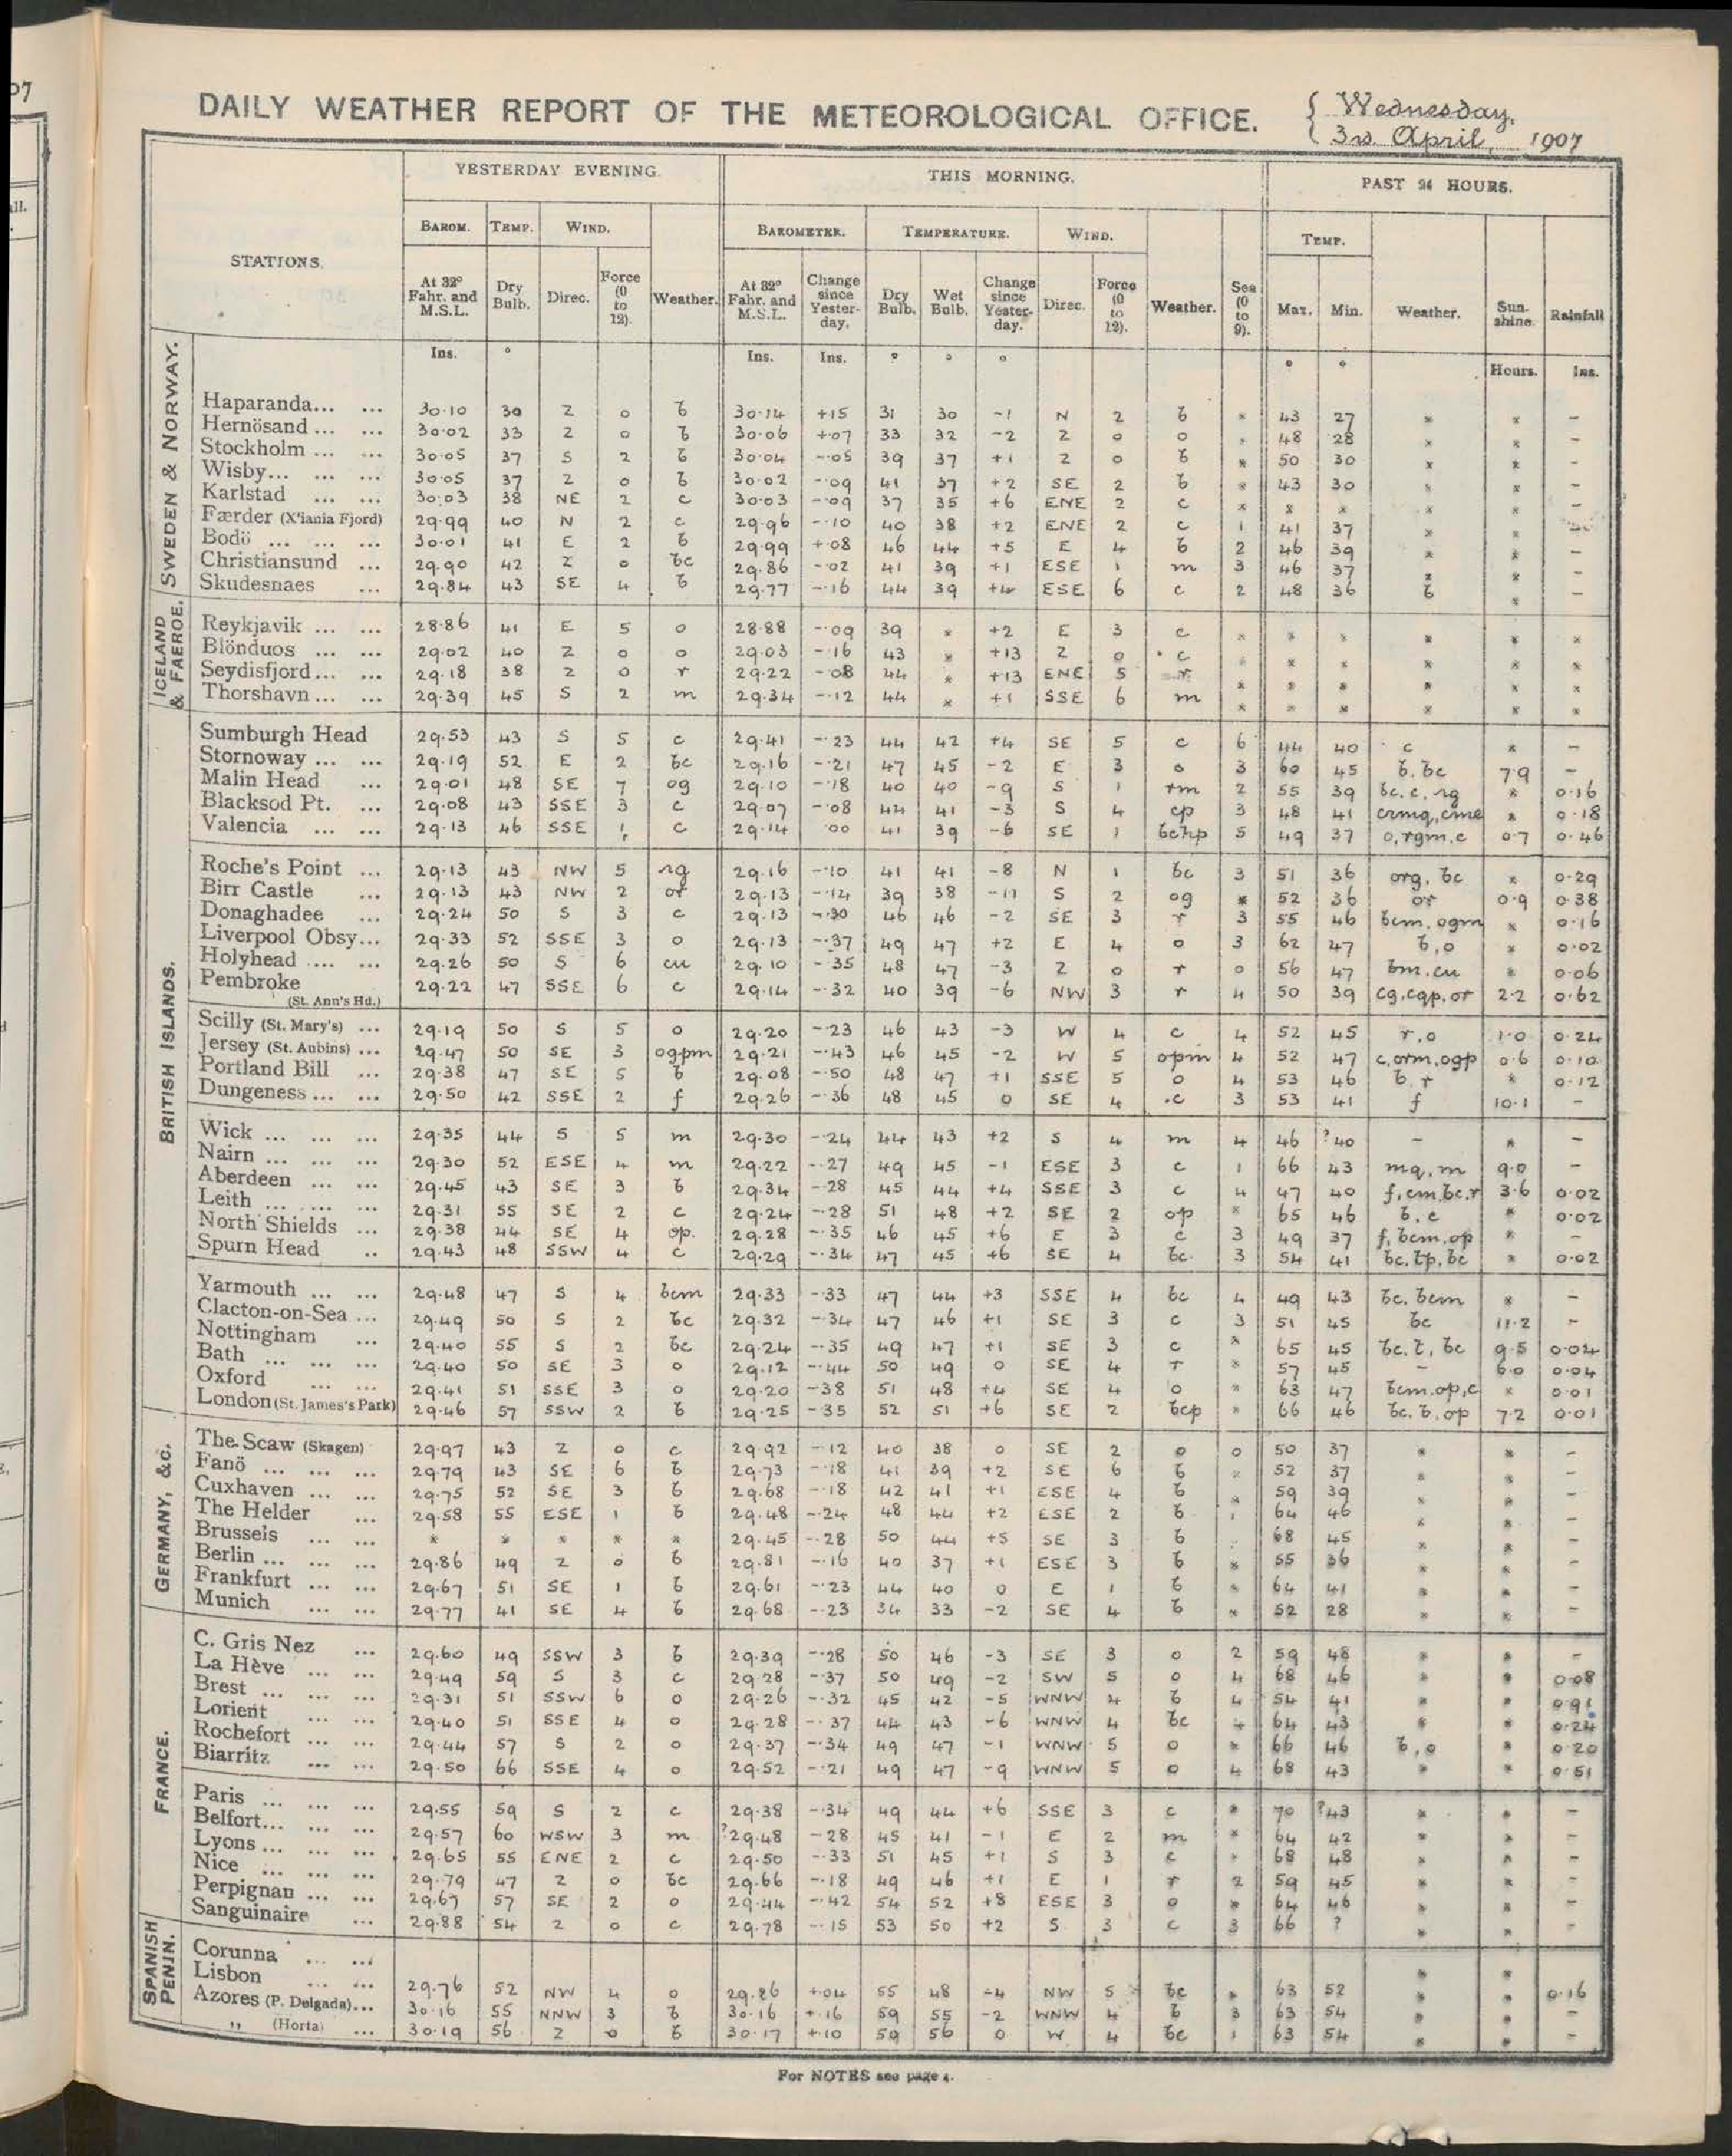 07
all.
DAILY WEATHER REPORT OF THE METEOROLOGICAL OFFICE.
{ Wednesday,
3rd April, 1907
YESTERDAY EVENING. THIS MORNING. PAST 24 HOURS.
BAROM. TEMP. WIND. BAROMETER. TEMPERATURE. WIND. TEMP.
STATIONS. At 32° Fahr. and M.S.L. Dry Bulb. Direc. Force (0 to 12). Weather. At 32° Fahr. and M.S.L. Change since Yesterday. Dry Bulb. Wet Bulb. Change since Yesterday. Direc. Force (0 to 12). Weather. Sea (0 to 9). Max. Min. Weather. Sunshine. Rainfall
Ins. ° Ins. Ins. ° ° ° ° ° Hours. Ins.
SWEDEN & NORWAY.
Haparanda... ... 30.10 30 Z 0 b 30.14 +15 31 30 -1 N 2 b * 43 27 * * -
Hernösand ... ... 30.02 33 Z 0 b 30.06 +.07 33 32 -2 Z 0 o * 48 28 * * -
Stockholm ... ... 30.05 37 S 2 b 30.04 -.05 39 37 +1 Z 0 b * 50 30 * * -
Wisby... ... ... 30.05 37 Z 0 b 30.02 -.09 41 37 +2 SE 2 b * 43 30 * * -
Karlstad ... ... 30.03 38 NE 2 c 30.03 -.09 37 35 +6 ENE 2 c * * * * * -
Færder (X'iania Fjord) 29.99 40 N 2 c 29.96 -.10 40 38 +2 ENE 2 c 1 41 37 * *
Bodö ... ... ... 30.01 41 E 2 b 29.99 +.08 46 44 +5 E 4 b 2 46 39 * * -
Christiansund ... 29.90 42 Z 0 bc 29.86 -.02 41 39 +1 ESE 1 m 3 46 37 * * -
Skudesnaes ... 29.84 43 SE 4 b 29.77 -.16 44 39 +4 ESE 6 c 2 48 36 b * -
ICELAND & FAEROE.
Reykjavik ... ... 28.86 41 E 5 o 28.88 -.09 39 * +2 E 3 c * * * * * *
Blönduos ... ... 29.02 40 Z 0 o 29.03 -.16 43 * +13 Z 0 c * * * * * *
Seydisfjord... ... 29.18 38 Z 0 r 29.22 -.08 44 * +13 ENE 5 r * * * * * *
Thorshavn ... ... 29.39 45 S 2 m 29.34 -.12 44 * +1 SSE 6 m * * * * * *
BRITISH ISLANDS.
Sumburgh Head 29.53 43 S 5 c 29.41 -.23 44 42 +4 SE 5 c 6 44 40 c * -
Stornoway ... ... 29.19 52 E 2 bc 29.16 -.21 47 45 -2 E 3 o 3 60 45 b.bc 7.9 -
Malin Head ... 29.01 48 SE 7 og 29.10 -.18 40 40 -9 S 1 rm 2 55 39 bc.c.rg * 0.16
Blacksod Pt. ... 29.08 43 SSE 3 c 29.07 -.08 44 41 -3 S 4 cp 3 48 41 crmq,cme * 0.18
Valencia ... ... 29.13 46 SSE 1 c 29.14 .00 41 39 -6 SE 1 bchp 5 49 37 o,rgm.c 0.7 0.46
Roche's Point ... 29.13 43 NW 5 rg 29.16 -.10 41 41 -8 N 1 bc 3 51 36 org, bc * 0.29
Birr Castle ... 29.13 43 NW 2 or 29.13 -.14 39 38 -11 S 2 og * 52 36 or 0.9 0.38
Donaghadee ... 29.24 50 S 3 c 29.13 -.30 46 46 -2 SE 3 r 3 55 46 bcm.ogm * 0.16
Liverpool Obsy... 29.33 52 SSE 3 o 29.13 -.37 49 47 +2 E 4 o 3 62 47 b,o * 0.02
Holyhead .... ... 29.26 50 S 6 cu 29.10 -.35 48 47 -3 Z 0 r 0 56 47 bm.cu * 0.06
Pembroke (St. Ann's Hd.) 29.22 47 SSE 6 c 29.14 -.32 40 39 -6 NW 3 r 4 50 39 cg,cqp,or 2.2 0.62
Scilly (St. Mary's) ... 29.19 50 S 5 o 29.20 -.23 46 43 -3 W 4 c 4 52 45 r,o 1.0 0.24
Jersey (St. Aubins) ... 29.47 50 SE 3 ogpm 29.21 -.43 46 45 -2 W 5 opm 4 52 47 c,orm.ogp 0.6 0.10
Portland Bill ... 29.38 47 SE 5 b 29.08 -.50 48 47 +1 SSE 5 o 4 53 46 b.r * 0.12
Dungeness ... ... 29.50 42 SSE 2 f 29.26 -.36 48 45 0 SE 4 c 3 53 41 f 10.1 -
Wick ... ... ... 29.35 44 S 5 m 29.30 -.24 44 43 +2 S 4 m 4 46 ?40 - * -
Nairn ... ... ... 29.30 52 ESE 4 m 29.22 -.27 49 45 -1 ESE 3 c 1 66 43 mq,m 9.0 -
Aberdeen ... ... 29.45 43 SE 3 b 29.34 -.28 45 44 +4 SSE 3 c 4 47 40 f,cm,bc.r 3.6 0.02
Leith ... ... ... 29.31 55 SE 2 c 29.24 -.28 51 48 +2 SE 2 op * 65 46 b.c * 0.02
North Shields ... 29.38 44 SE 4 op. 29.28 -.35 46 45 +6 E 3 c 3 49 37 f,bcm.op * -
Spurn Head .. 29.43 48 SSW 4 c 29.29 -.34 47 45 +6 SE 4 bc 3 54 41 bc.tp.bc * 0.02
Yarmouth ... ... 29.48 47 S 4 bcm 29.33 -.33 47 44 +3 SSE 4 bc 4 49 43 bc.bcm * -
Clacton-on-Sea ... 29.49 50 S 2 bc 29.32 -.34 47 46 +1 SE 3 c 3 51 45 bc 11.2 -
Nottingham ... 29.40 55 S 2 bc 29.24 -.35 49 47 +1 SE 3 c * 65 45 bc.t, bc 9.5 0.04
Bath ... ... ... 29.40 50 SE 3 o 29.12 -.44 50 49 0 SE 4 r * 57 45 - 6.0 0.04
Oxford ... ... 29.41 51 SSE 3 o 29.20 -38 51 48 +4 SE 4 o * 63 47 bcm.op,c * 0.01
London (St. James's Park) 29.46 57 SSW 2 b 29.25 -.35 52 51 +6 SE 2 bcp * 66 46 bc.b.op 7.2 0.01
GERMANY, &c.
The Scaw (Skagen) 29.97 43 Z 0 c 29.92 -.12 40 38 0 SE 2 o 0 50 37 * * -
Fanö ... ... ... 29.79 43 SE 6 b 29.73 -.18 41 39 +2 SE 6 b * 52 37 * * -
Cuxhaven ... ... 29.75 52 SE 3 b 29.68 -.18 42 41 +1 ESE 4 b * 59 39 * * -
The Helder ... 29.58 55 ESE 1 b 29.48 -.24 48 44 +2 ESE 2 b 1 64 46 * * -
Brussels ... ... * * * * * 29.45 -.28 50 44 +5 SE 3 b 68 45 * * -
Berlin ... ... ... 29.86 49 Z 0 b 29.81 -.16 40 37 +1 ESE 3 b * 55 36 * * -
Frankfurt ... ... 29.67 51 SE 1 b 29.61 -.23 44 40 0 E 1 b * 64 41 * * -
Munich ... ... 29.77 41 SE 4 b 29.68 -.23 34 33 -2 SE 4 b * 52 28 * * -
FRANCE.
C. Gris Nez ... 29.60 49 SSW 3 b 29.39 -.28 50 46 -3 SE 3 o 2 59 48 * * -
La Hève ... ... 29.49 59 S 3 c 29.28 -.37 50 49 -2 SW 5 o 4 68 46 * * 0.08
Brest ... ... ... 29.31 51 SSW 6 o 29.26 -.32 45 42 -5 WNW 4 b 4 54 41 * * 0.91
Lorient ... ... 29.40 51 SSE 4 o 29.28 -.37 44 43 -6 WNW 4 bc 4 64 43 * * 0.24
Rochefort ... ... 29.44 57 S 2 o 29.37 -.34 49 47 -1 WNW 5 o * 66 46 b,o * 0.20
Biarritz ... ... 29.50 66 SSE 4 o 29.52 -.21 49 47 -9 WNW 5 o 4 68 43 * * 0.51
Paris ... ... ... 29.55 59 S 2 c 29.38 -.34 49 44 +6 SSE 3 c * 70 ?43 * * -
Belfort... ... ... 29.57 60 WSW 3 m ?29.48 -.28 45 41 -1 E 2 m * 64 42 * * -
Lyons ... ... ... 29.65 55 ENE 2 c 29.50 -.33 51 45 +1 S 3 c * 68 48 * * -
Nice ... ... ... 29.79 47 Z 0 bc 29.66 -.18 49 46 +1 E 1 r 2 59 45 * * -
Perpignan ... ... 29.67 57 SE 2 o 29.44 -.42 54 52 +8 ESE 3 o * 64 46 * * -
Sanguinaire ... 29.88 54 Z 0 c 29.78 -.15 53 50 +2 S 3 c 3 66 ? * * -
SPANISH PENIN.
Corunna ... ... * *
Lisbon ... ... 29.76 52 NW 4 o 29.86 +.04 55 48 -4 NW 5 bc * 63 52 * * 0.16
Azores (P. Delgada)... 30.16 55 NNW 3 b 30.16 +.16 59 55 -2 WNW 4 b 3 63 54 * * -
„ (Horta) ... 30.19 56 Z 0 b 30.17 +.10 59 56 0 W 4 bc 1 63 54 * * -
For NOTES see page 4.